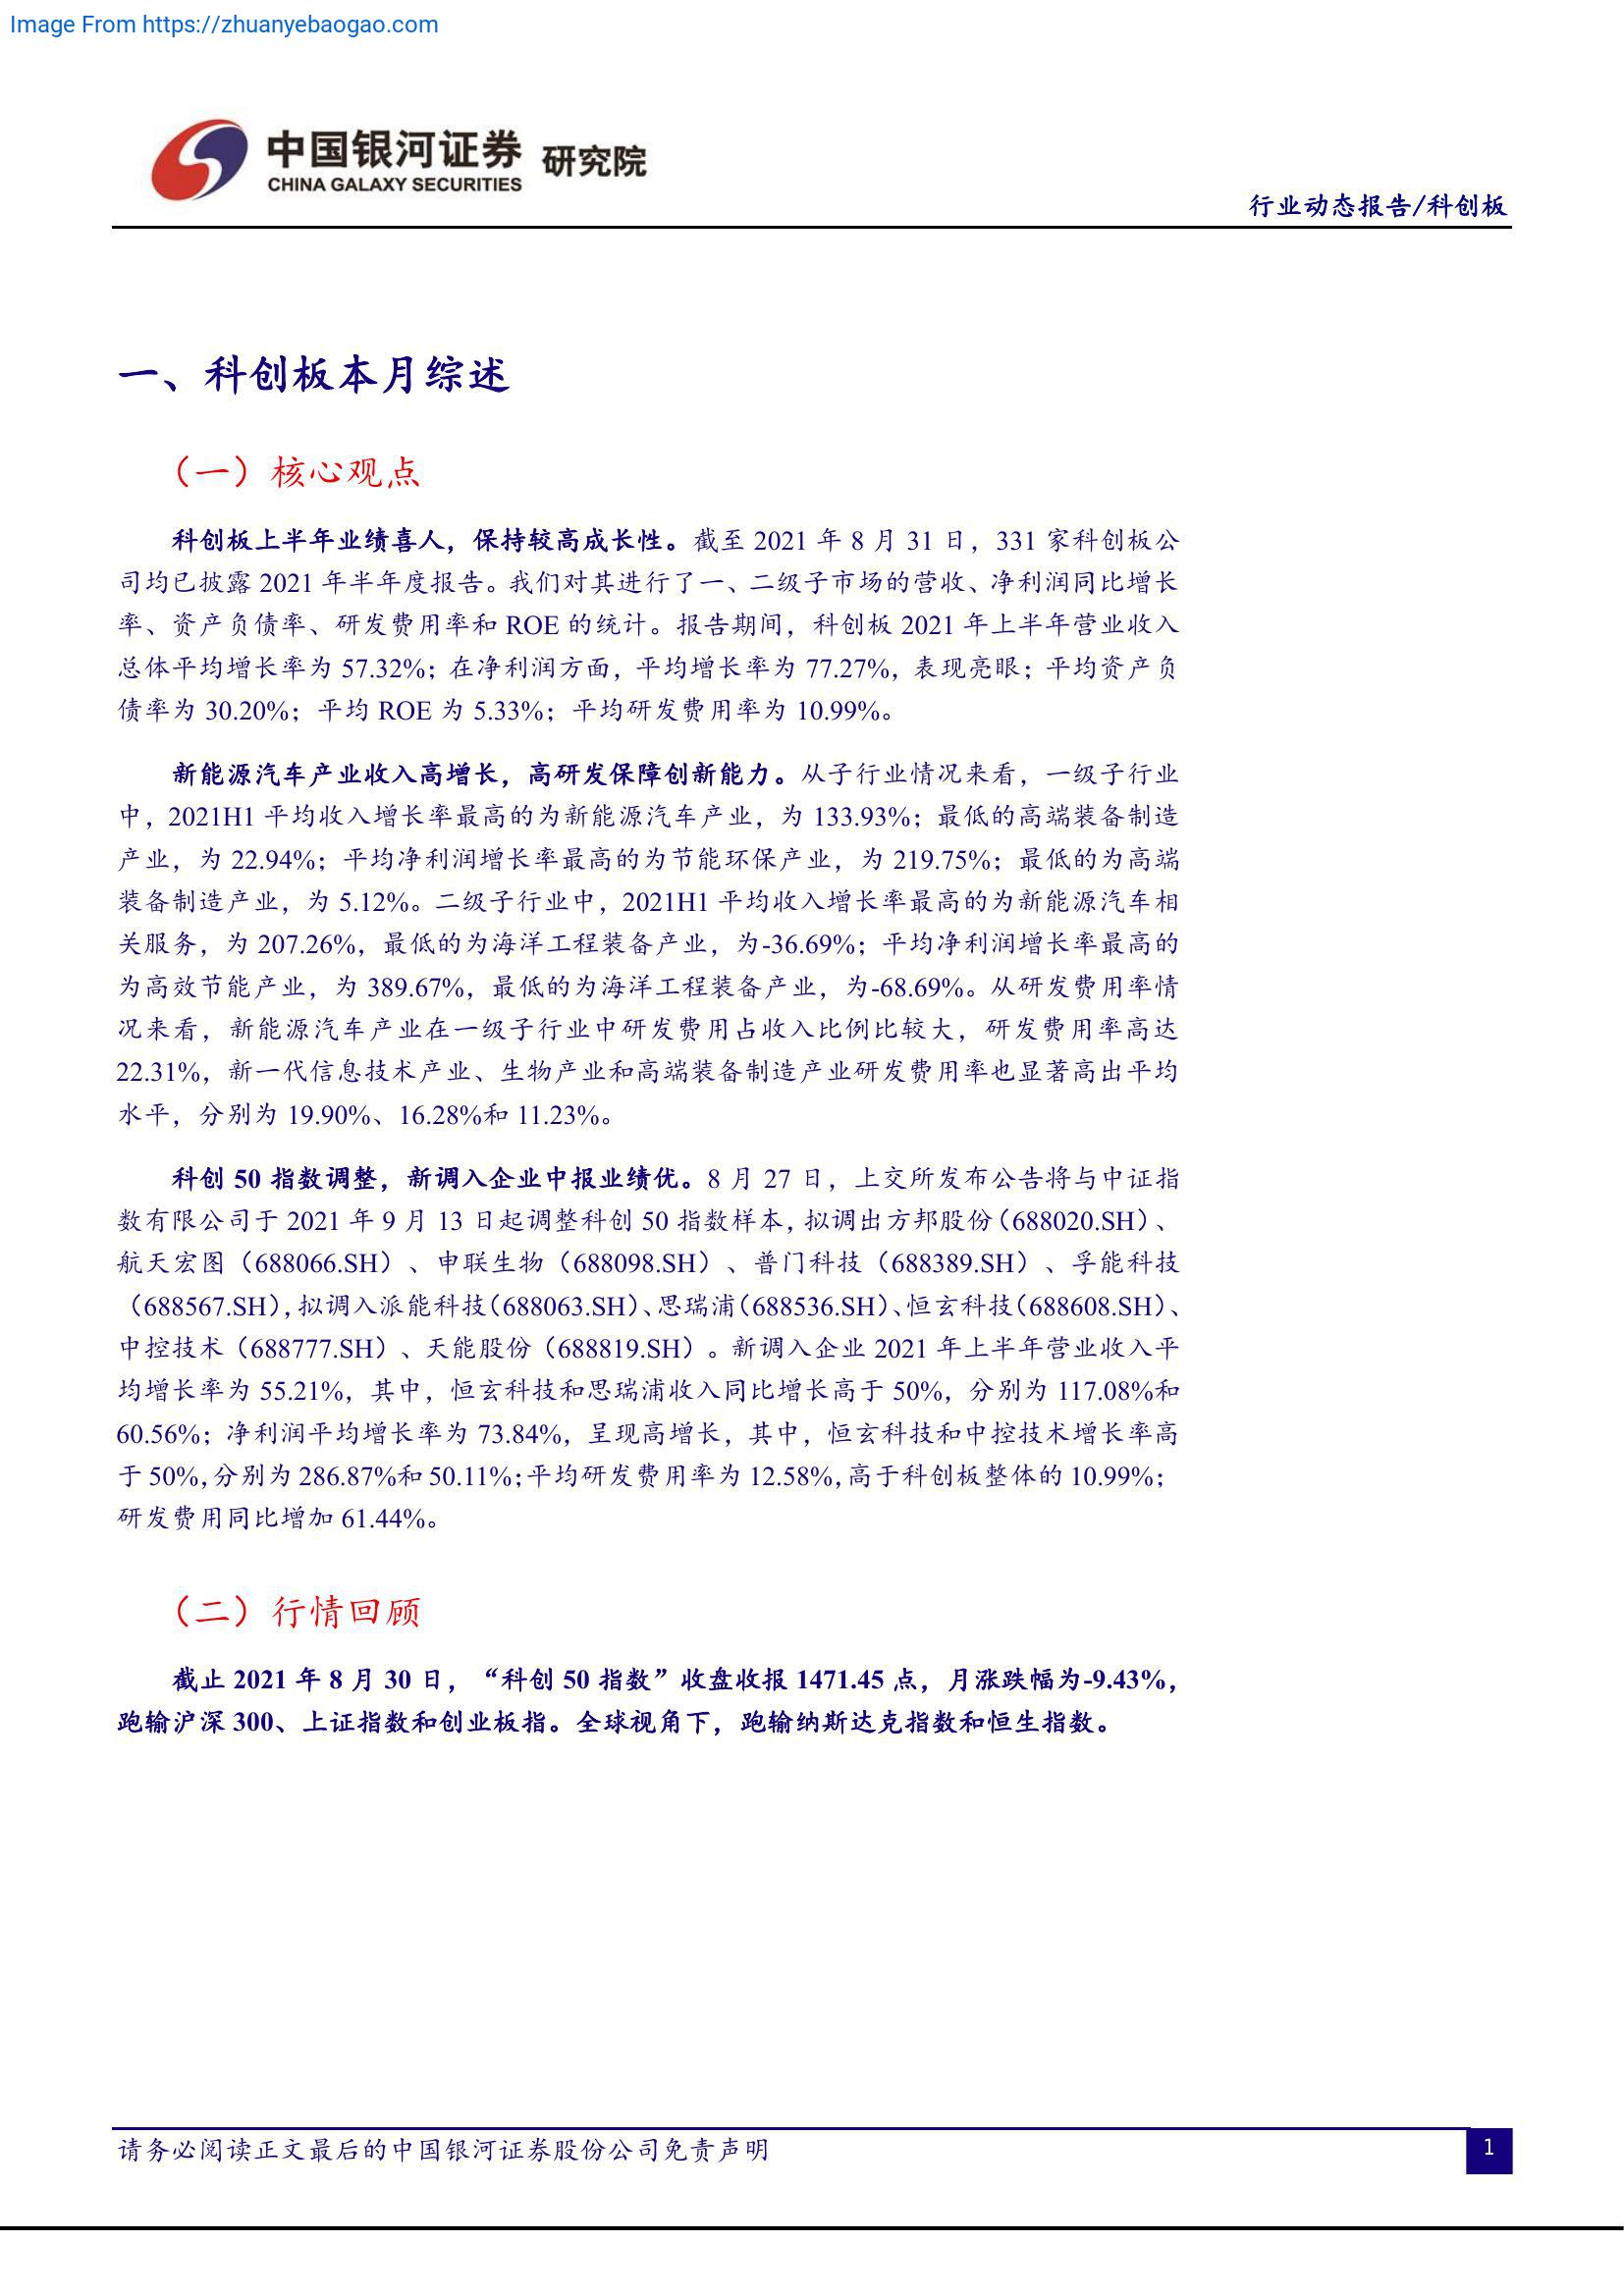 Image From https://zhuanyebaogao.com
中国银河证券 研究院
CHINA GALAXY SECURITIES
行业动态报告/科创板
一、科创板本月综述
（一）核心观点
科创板上半年业绩喜人，保持较高成长性。截至 2021 年 8 月 31 日，331 家科创板公
司均已披露 2021 年半年度报告。我们对其进行了一、二级子市场的营收、净利润同比增长
率、资产负债率、研发费用率和 ROE 的统计。报告期间，科创板 2021 年上半年营业收入
总体平均增长率为 57.32%；在净利润方面，平均增长率为 77.27%，表现亮眼；平均资产负
债率为 30.20%；平均 ROE 为 5.33%；平均研发费用率为 10.99%。
新能源汽车产业收入高增长，高研发保障创新能力。从子行业情况来看，一级子行业
中，2021H1 平均收入增长率最高的为新能源汽车产业，为 133.93%；最低的高端装备制造
产业，为 22.94%；平均净利润增长率最高的为节能环保产业，为 219.75%；最低的为高端
装备制造产业，为 5.12%。二级子行业中，2021H1 平均收入增长率最高的为新能源汽车相
关服务，为 207.26%，最低的为海洋工程装备产业，为-36.69%；平均净利润增长率最高的
为高效节能产业，为 389.67%，最低的为海洋工程装备产业，为-68.69%。从研发费用率情
况来看，新能源汽车产业在一级子行业中研发费用占收入比例比较大，研发费用率高达
22.31%，新一代信息技术产业、生物产业和高端装备制造产业研发费用率也显著高出平均
水平，分别为 19.90%、16.28%和 11.23%。
科创 50 指数调整，新调入企业中报业绩优。8 月 27 日，上交所发布公告将与中证指
数有限公司于 2021 年 9 月 13 日起调整科创 50 指数样本，拟调出方邦股份（688020.SH）、
航天宏图（688066.SH）、申联生物（688098.SH）、普门科技（688389.SH）、孚能科技
（688567.SH），拟调入派能科技（688063.SH）、思瑞浦（688536.SH）、恒玄科技（688608.SH）、
中控技术（688777.SH）、天能股份（688819.SH）。新调入企业 2021 年上半年营业收入平
均增长率为 55.21%，其中，恒玄科技和思瑞浦收入同比增长高于 50%，分别为 117.08%和
60.56%；净利润平均增长率为 73.84%，呈现高增长，其中，恒玄科技和中控技术增长率高
于 50%，分别为 286.87%和 50.11%；平均研发费用率为 12.58%，高于科创板整体的 10.99%；
研发费用同比增加 61.44%。
（二）行情回顾
截止 2021 年 8 月 30 日，“科创 50 指数”收盘收报 1471.45 点，月涨跌幅为-9.43%，
跑输沪深 300、上证指数和创业板指。全球视角下，跑输纳斯达克指数和恒生指数。
请务必阅读正文最后的中国银河证券股份公司免责声明
1